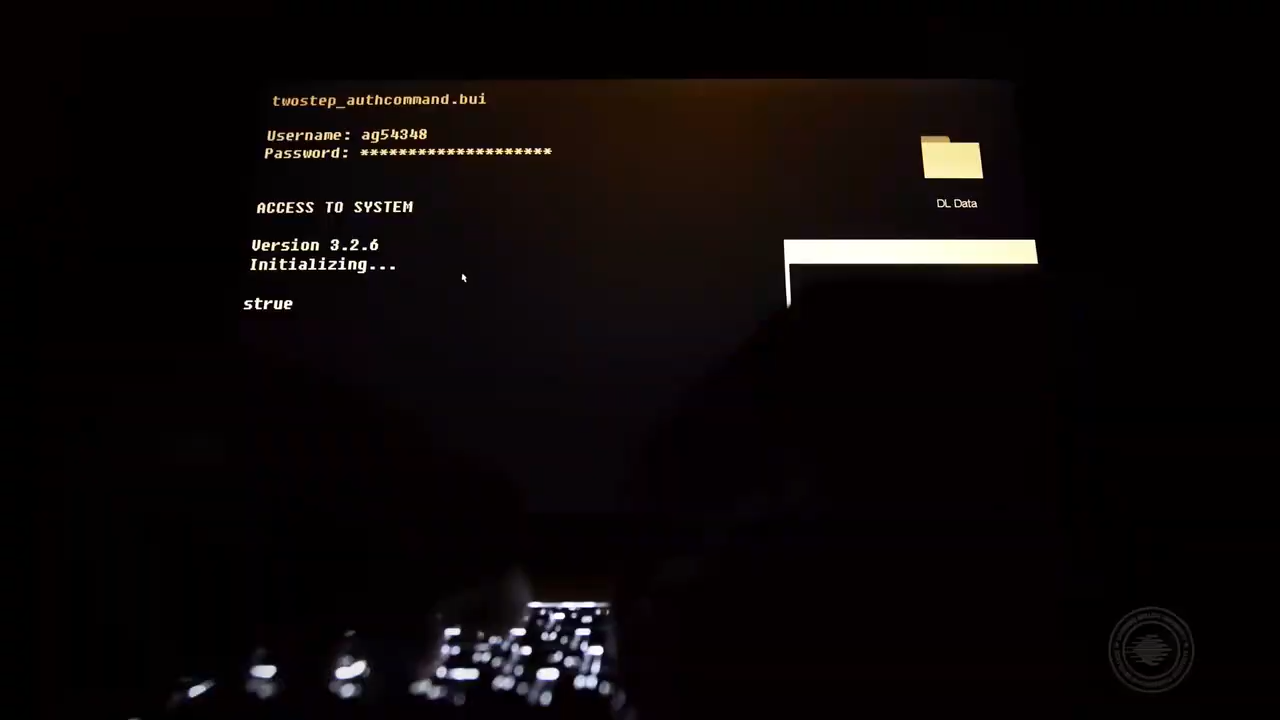 twostep_authcommand.bui
Username: ag54348
Password: ********************
ACCESS TO SYSTEM
Version 3.2.6
Initializing...
strue
DL Data